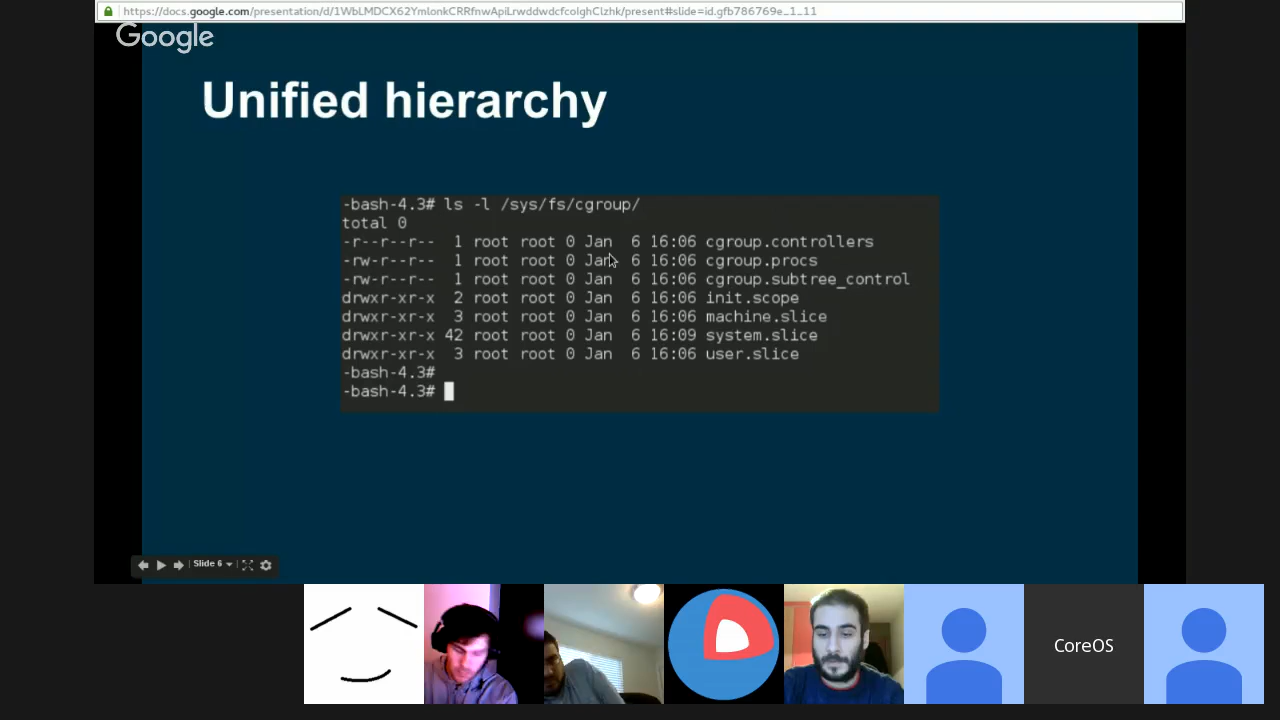 https://docs.google.com/presentation/d/1WbLMDCX62YmlonkCRRfnwApiLrwddwdcfcoIghClzhk/present#slide=id.gfb786769e_1_11
Google
Unified hierarchy
-bash-4.3# ls -l /sys/fs/cgroup/
total 0
-r--r--r-- 1 root root 0 Jan 6 16:06 cgroup.controllers
-rw-r--r-- 1 root root 0 Jan 6 16:06 cgroup.procs
-rw-r--r-- 1 root root 0 Jan 6 16:06 cgroup.subtree_control
drwxr-xr-x 2 root root 0 Jan 6 16:06 init.scope
drwxr-xr-x 3 root root 0 Jan 6 16:06 machine.slice
drwxr-xr-x 42 root root 0 Jan 6 16:09 system.slice
drwxr-xr-x 3 root root 0 Jan 6 16:06 user.slice
-bash-4.3#
-bash-4.3#
Slide 6
CoreOS